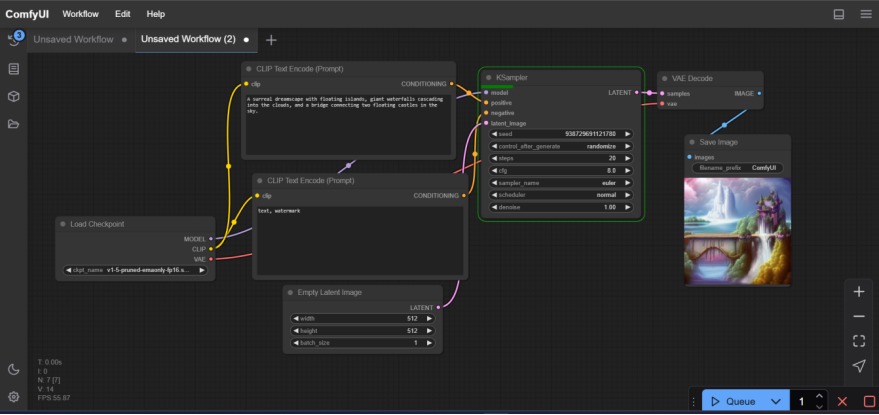 ComfyUI Workflow Edit Help
3 Unsaved Workflow Unsaved Workflow (2) +
CLIP Text Encode (Prompt)
clip CONDITIONING
A surreal dreamscape with floating islands, giant waterfalls cascading
into the clouds, and a bridge connecting two floating castles in the
sky.
CLIP Text Encode (Prompt)
clip CONDITIONING
text, watermark
Load Checkpoint
MODEL
CLIP
VAE
ckpt_name v1-5-pruned-emaonly-fp16.s...
Empty Latent Image
LATENT
width 512
height 512
batch_size 1
KSampler
model LATENT
positive
negative
latent_image
seed 938729691121780
control_after_generate randomize
steps 20
cfg 8.0
sampler_name euler
scheduler normal
denoise 1.00
VAE Decode
samples IMAGE
vae
Save Image
images
filename_prefix ComfyUI
T: 0.00s
I: 0
N: 7 [7]
V: 14
FPS:55.87
Queue 1